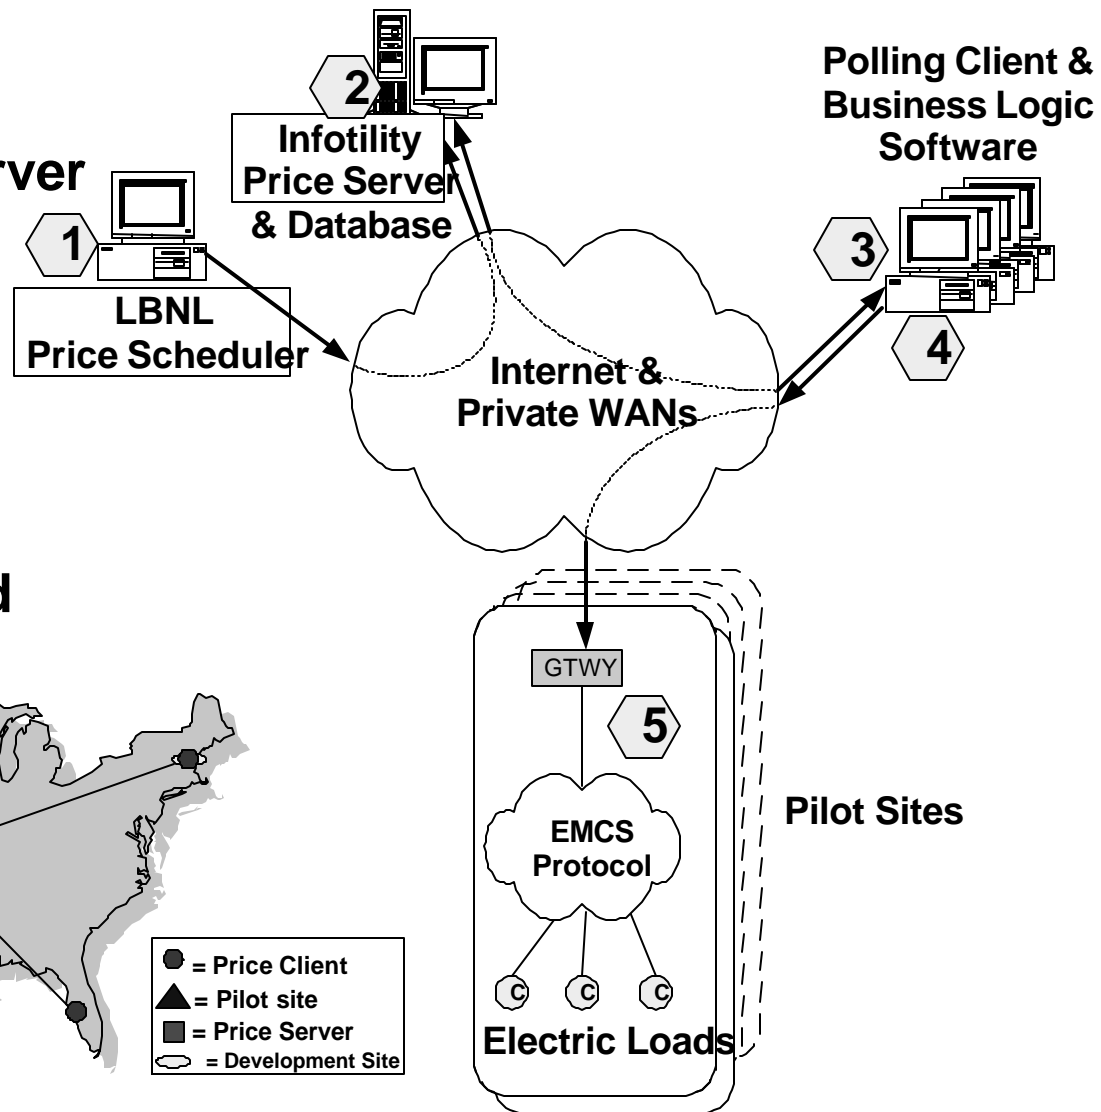 2
Infotility
Price Server
& Database
Polling Client &
Business Logic
Software
rver
1
LBNL
Price Scheduler
3
4
Internet &
Private WANs
d
GTWY
5
EMCS
Protocol
C C C
Electric Loads
Pilot Sites
= Price Client
= Pilot site
= Price Server
= Development Site